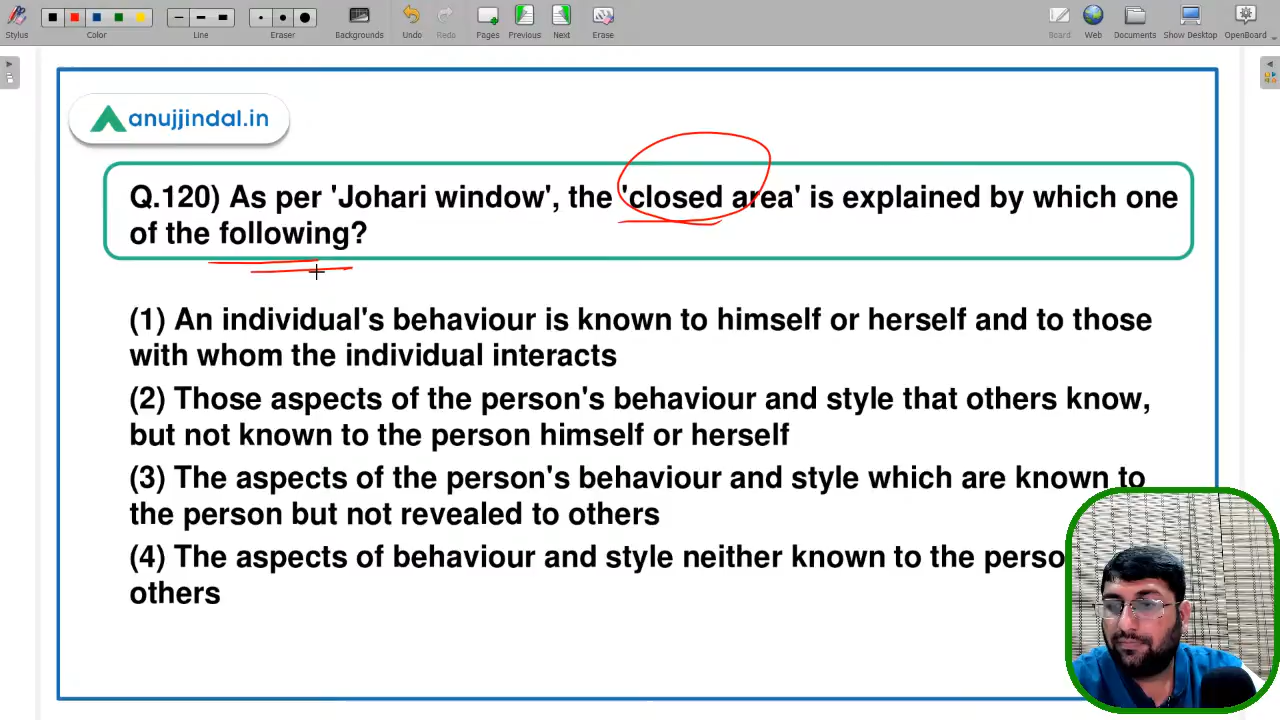 Stylus Color Line Eraser Backgrounds Undo Redo Pages Previous Next Erase Board Web Documents Show Desktop OpenBoard
anujjindal.in
Q.120) As per 'Johari window', the 'closed area' is explained by which one
of the following?
(1) An individual's behaviour is known to himself or herself and to those
with whom the individual interacts
(2) Those aspects of the person's behaviour and style that others know,
but not known to the person himself or herself
(3) The aspects of the person's behaviour and style which are known to
the person but not revealed to others
(4) The aspects of behaviour and style neither known to the perso
others